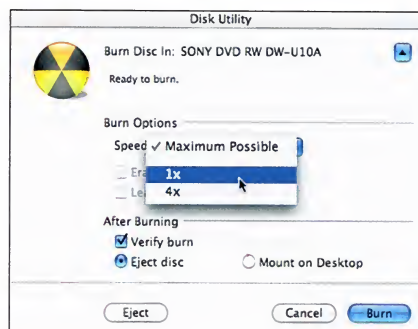 Disk Utility
Burn Disc In: SONY DVD RW DW-U10A
Ready to burn.
Burn Options
Speed ✓ Maximum Possible
1x
4x
After Burning
Verify burn
Eject disc Mount on Desktop
Eject Cancel Burn